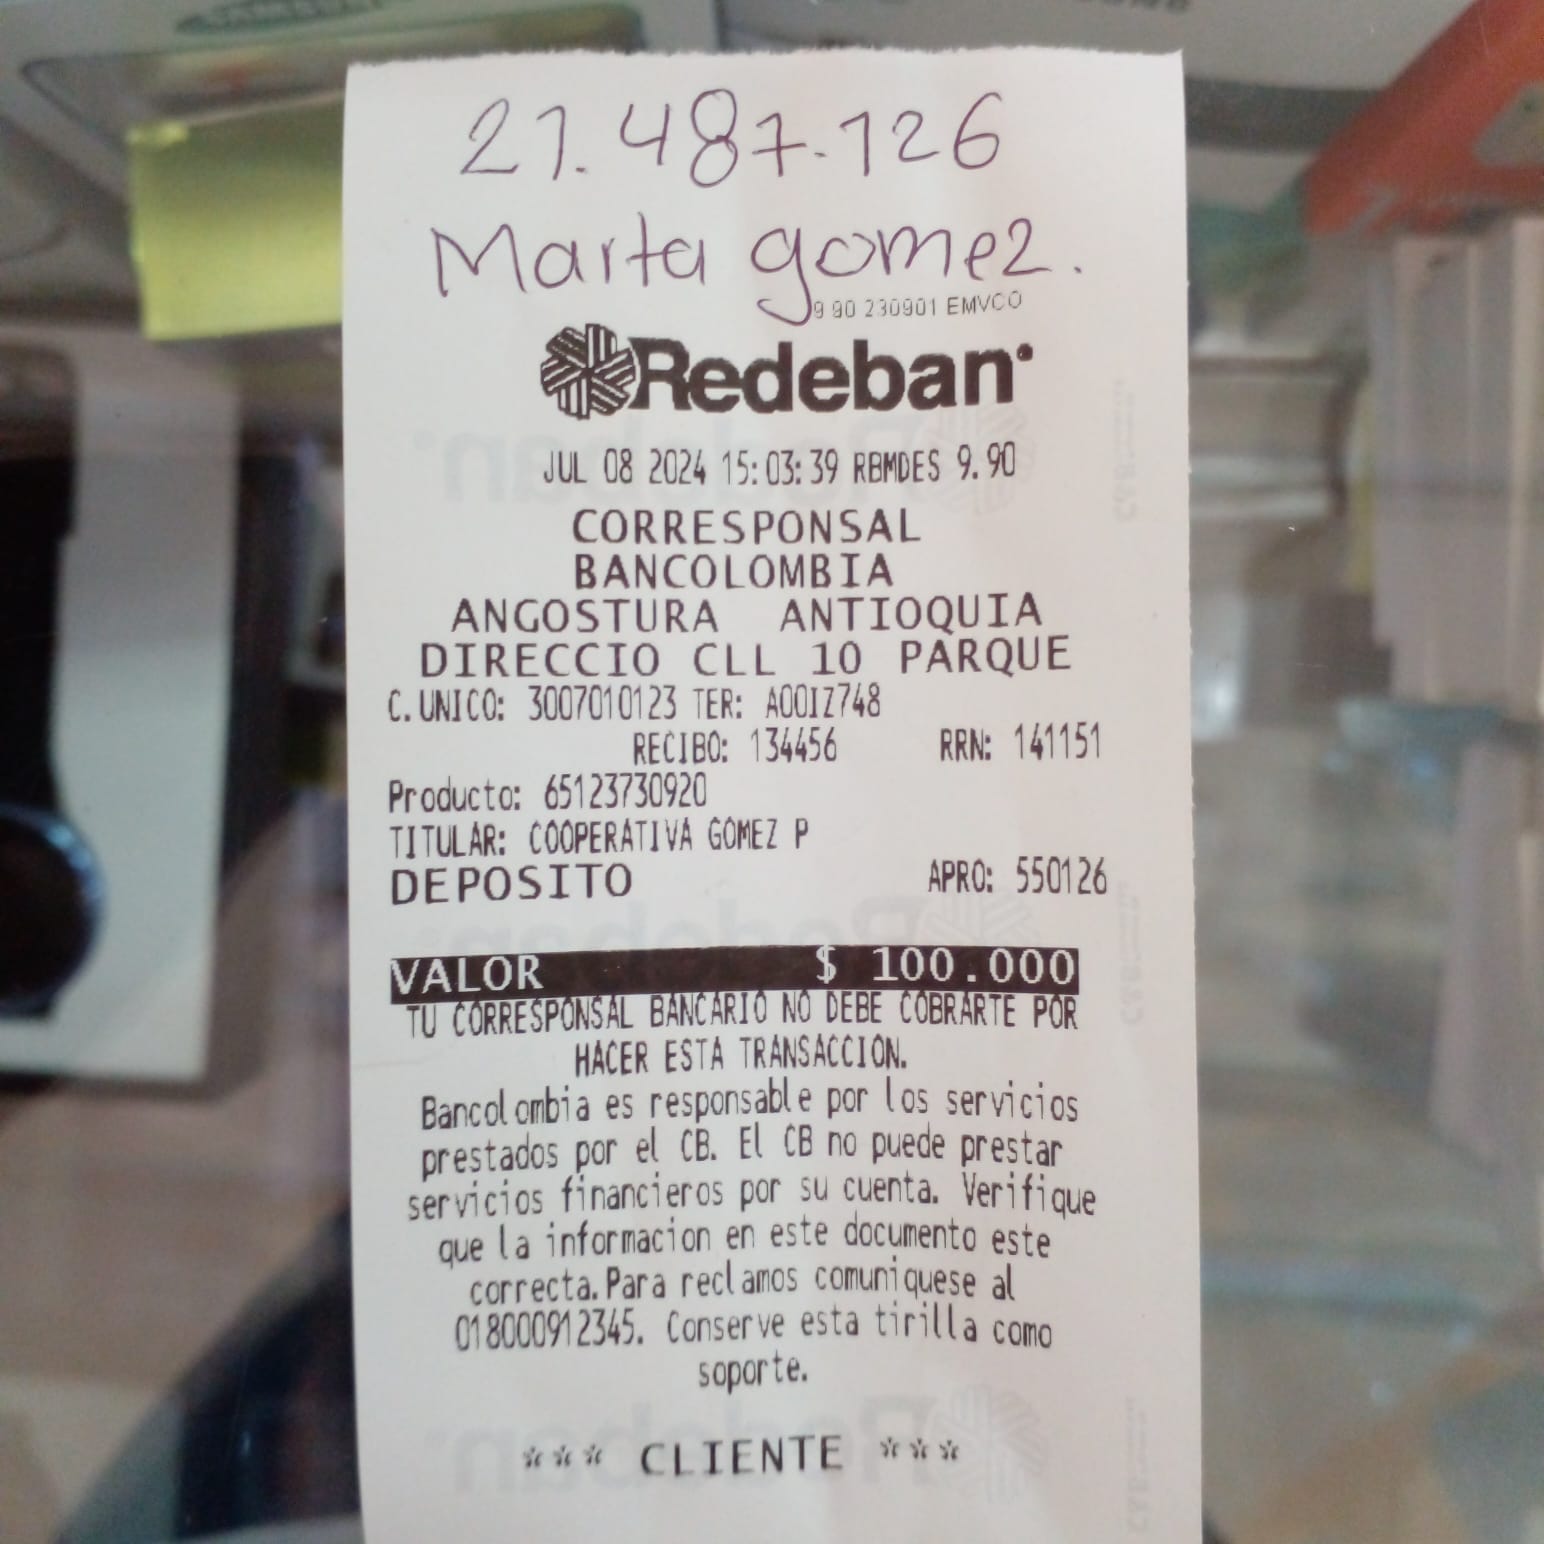 21.487.126
Marta gomez.
9 90 230901 EMVCO
Redeban
JUL 08 2024 15:03:39 RBMDES 9.90
CORRESPONSAL
BANCOLOMBIA
ANGOSTURA ANTIOQUIA
DIRECCIO CLL 10 PARQUE
C.UNICO: 3007010123 TER: A00IZ748
RECIBO: 134456 RRN: 141151
Producto: 65123730920
TITULAR: COOPERATIVA GOMEZ P
DEPOSITO APRO: 550126
VALOR $ 100.000
TU CORRESPONSAL BANCARIO NO DEBE COBRARTE POR
HACER ESTA TRANSACCION.
Bancolombia es responsable por los servicios
prestados por el CB. El CB no puede prestar
servicios financieros por su cuenta. Verifique
que la informacion en este documento este
correcta.Para reclamos comuniquese al
018000912345. Conserve esta tirilla como
soporte.
*** CLIENTE ***